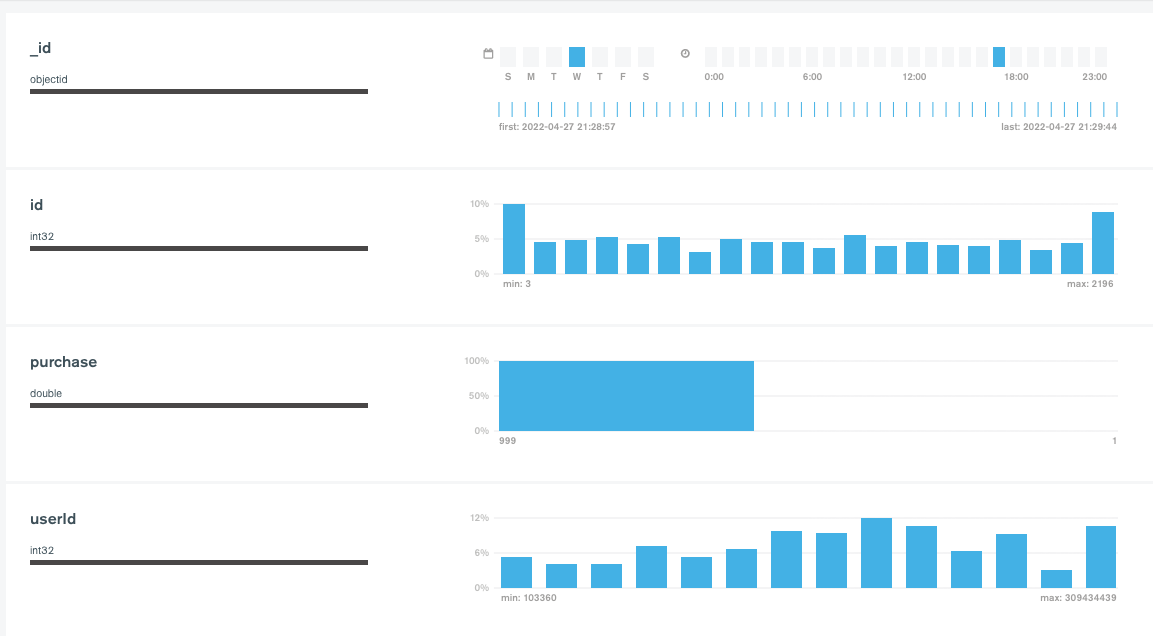 _id
objectid
S M T W T F S
0:00 6:00 12:00 18:00 23:00
first: 2022-04-27 21:28:57
last: 2022-04-27 21:29:44
id
int32
10%
5%
0%
min: 3
max: 2196
purchase
double
100%
50%
0%
999
1
userId
int32
12%
6%
0%
min: 103360
max: 309434439